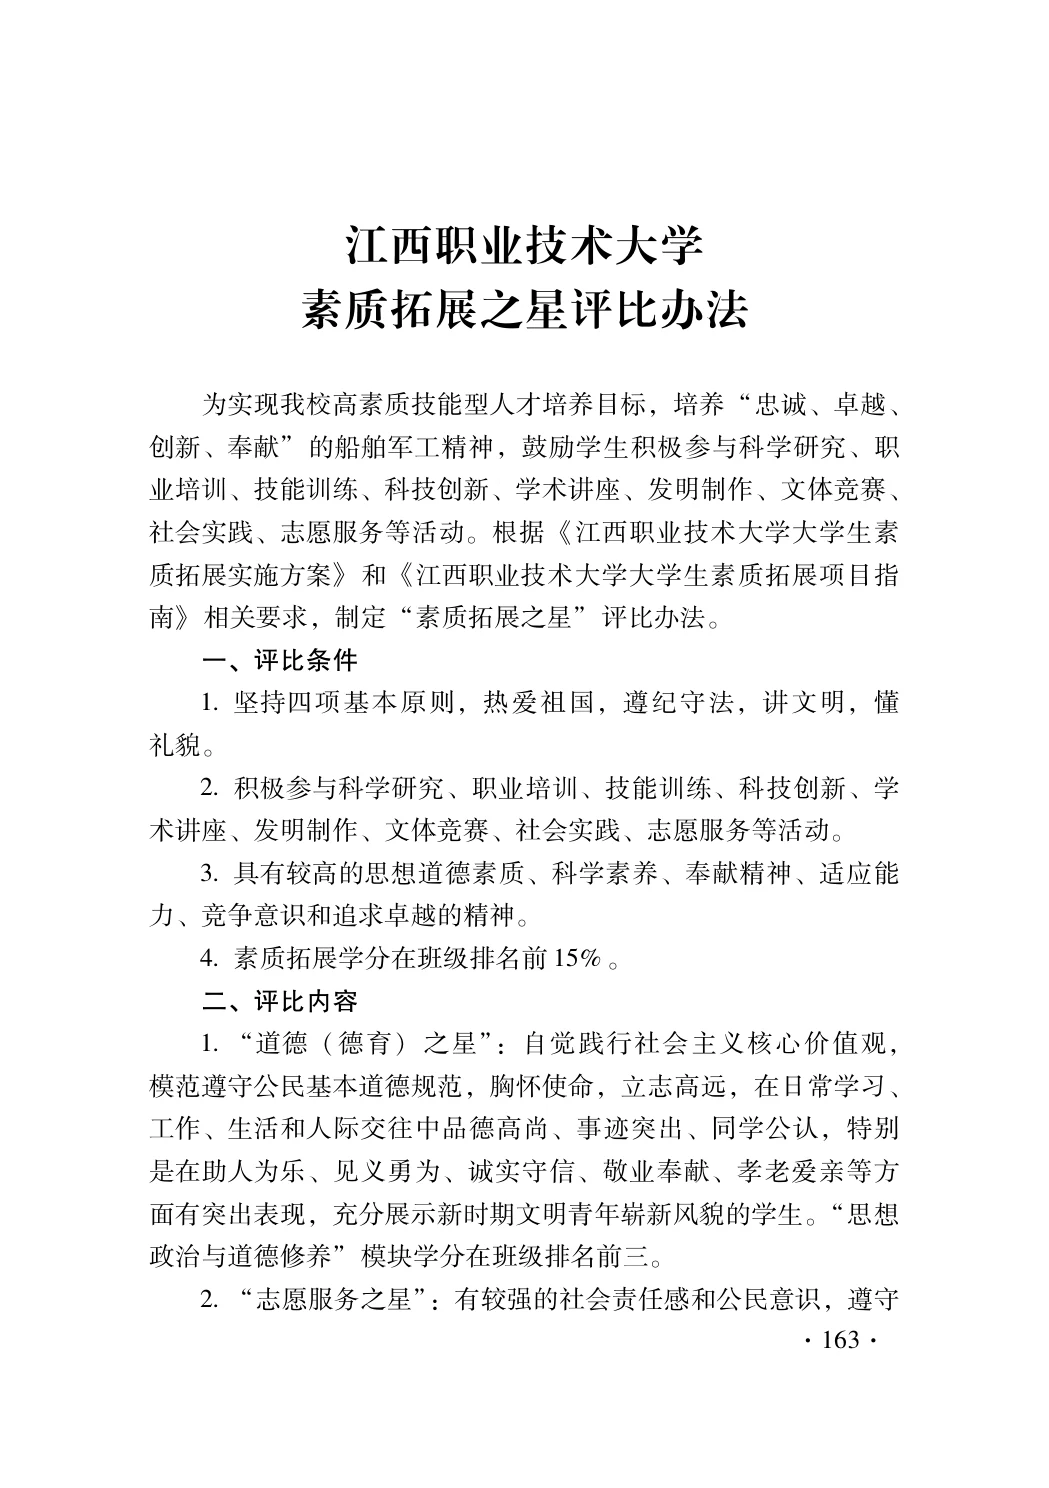 江西职业技术大学
素质拓展之星评比办法
为实现我校高素质技能型人才培养目标，培养“忠诚、卓越、
创新、奉献”的船舶军工精神，鼓励学生积极参与科学研究、职
业培训、技能训练、科技创新、学术讲座、发明制作、文体竞赛、
社会实践、志愿服务等活动。根据《江西职业技术大学大学生素
质拓展实施方案》和《江西职业技术大学大学生素质拓展项目指
南》相关要求，制定“素质拓展之星”评比办法。
一、评比条件
1. 坚持四项基本原则，热爱祖国，遵纪守法，讲文明，懂
礼貌。
2. 积极参与科学研究、职业培训、技能训练、科技创新、学
术讲座、发明制作、文体竞赛、社会实践、志愿服务等活动。
3. 具有较高的思想道德素质、科学素养、奉献精神、适应能
力、竞争意识和追求卓越的精神。
4. 素质拓展学分在班级排名前15%。
二、评比内容
1. “道德（德育）之星”：自觉践行社会主义核心价值观，
模范遵守公民基本道德规范，胸怀使命，立志高远，在日常学习、
工作、生活和人际交往中品德高尚、事迹突出、同学公认，特别
是在助人为乐、见义勇为、诚实守信、敬业奉献、孝老爱亲等方
面有突出表现，充分展示新时期文明青年崭新风貌的学生。“思想
政治与道德修养”模块学分在班级排名前三。
2. “志愿服务之星”：有较强的社会责任感和公民意识，遵守
·163·